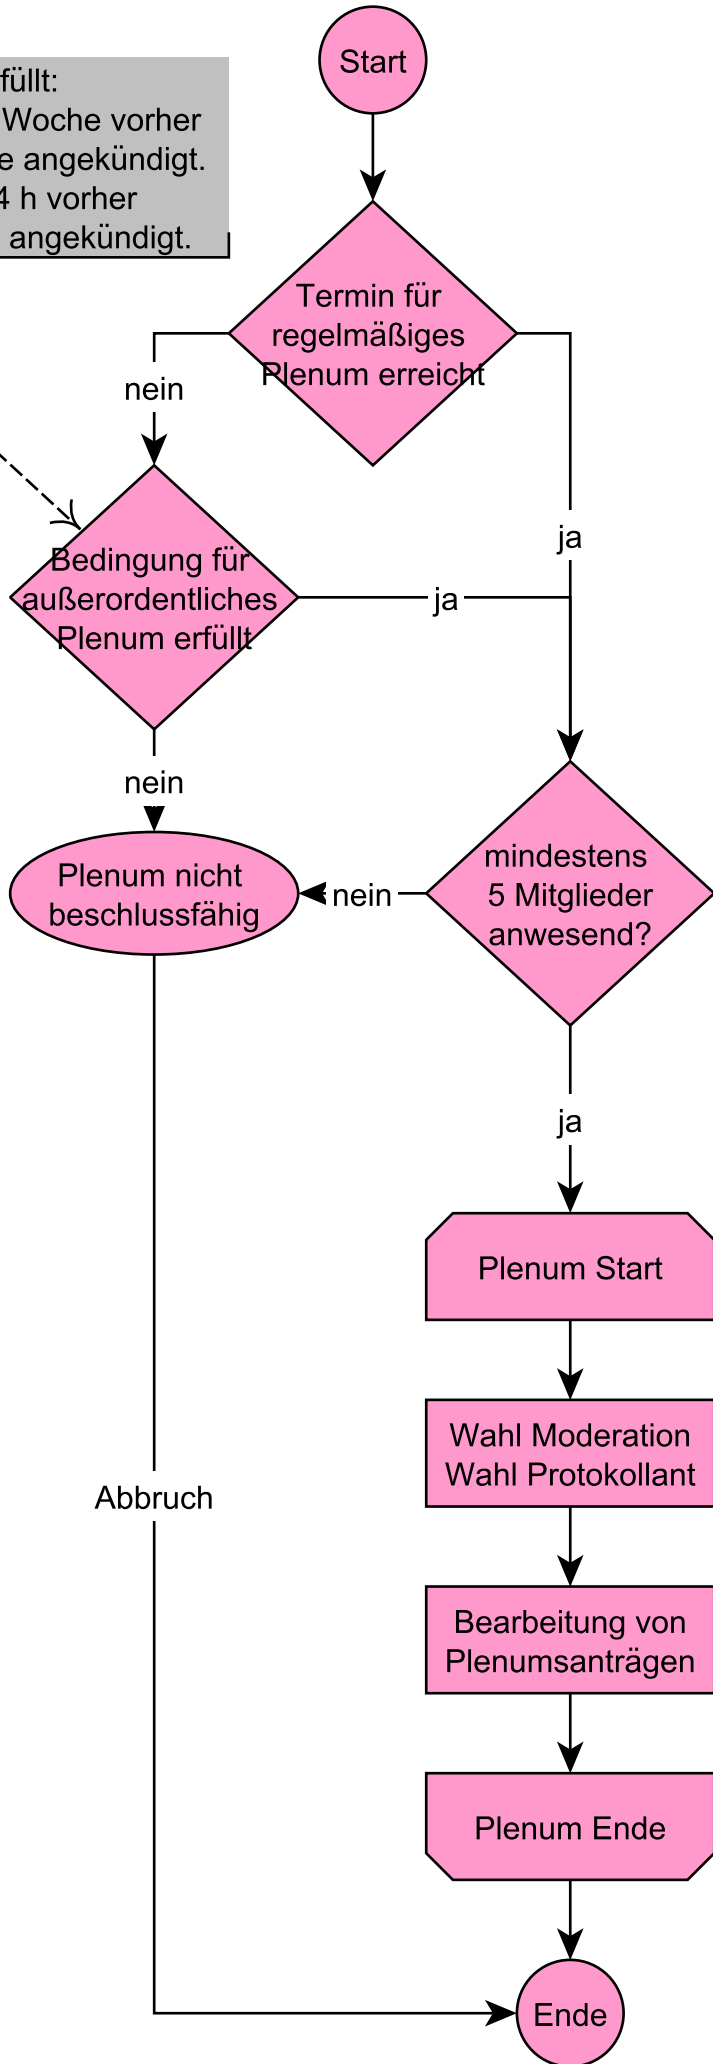 Start
füllt:
Woche vorher
e angekündigt.
4 h vorher
angekündigt.
Termin für
regelmäßiges
Plenum erreicht
nein
ja
Bedingung für
außerordentliches
Plenum erfüllt
ja
nein
Plenum nicht
beschlussfähig
nein
mindestens
5 Mitglieder
anwesend?
ja
Plenum Start
Wahl Moderation
Wahl Protokollant
Abbruch
Bearbeitung von
Plenumsanträgen
Plenum Ende
Ende